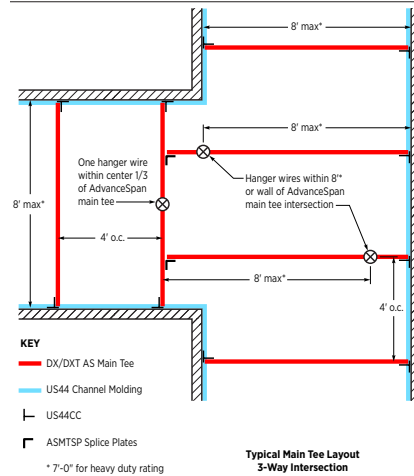 8' max*
8' max*
One hanger wire
within center 1/3
of AdvanceSpan
main tee
Hanger wires within 8'*
or wall of AdvanceSpan
main tee intersection
8' max*
4' o.c.
8' max*
4' o.c.
KEY
DX/DXT AS Main Tee
US44 Channel Molding
US44CC
ASMTSP Splice Plates
* 7'-0" for heavy duty rating
Typical Main Tee Layout
3-Way Intersection